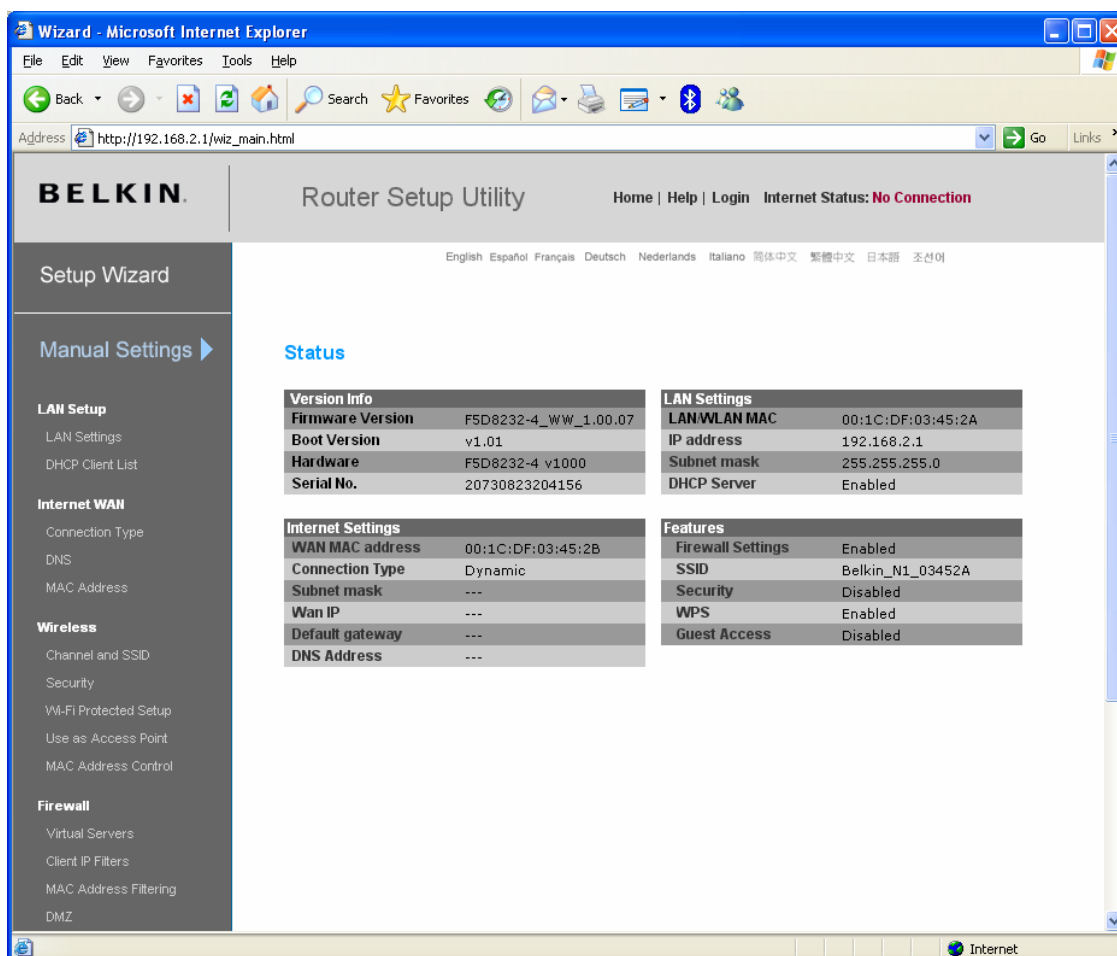 Wizard - Microsoft Internet Explorer
File Edit View Favorites Tools Help
Back Search Favorites
Address http://192.168.2.1/wiz_main.html Go Links
BELKIN. Router Setup Utility Home | Help | Login Internet Status: No Connection
English Español Français Deutsch Nederlands Italiano 简体中文 繁體中文 日本語 조선어
Setup Wizard
Manual Settings
LAN Setup
LAN Settings
DHCP Client List
Internet WAN
Connection Type
DNS
MAC Address
Wireless
Channel and SSID
Security
Wi-Fi Protected Setup
Use as Access Point
MAC Address Control
Firewall
Virtual Servers
Client IP Filters
MAC Address Filtering
DMZ
Status
Version Info
Firmware Version F5D8232-4_WW_1.00.07
Boot Version v1.01
Hardware F5D8232-4 v1000
Serial No. 20730823204156
LAN Settings
LAN/WLAN MAC 00:1C:DF:03:45:2A
IP address 192.168.2.1
Subnet mask 255.255.255.0
DHCP Server Enabled
Internet Settings
WAN MAC address 00:1C:DF:03:45:2B
Connection Type Dynamic
Subnet mask ---
Wan IP ---
Default gateway ---
DNS Address ---
Features
Firewall Settings Enabled
SSID Belkin_N1_03452A
Security Disabled
WPS Enabled
Guest Access Disabled
Internet